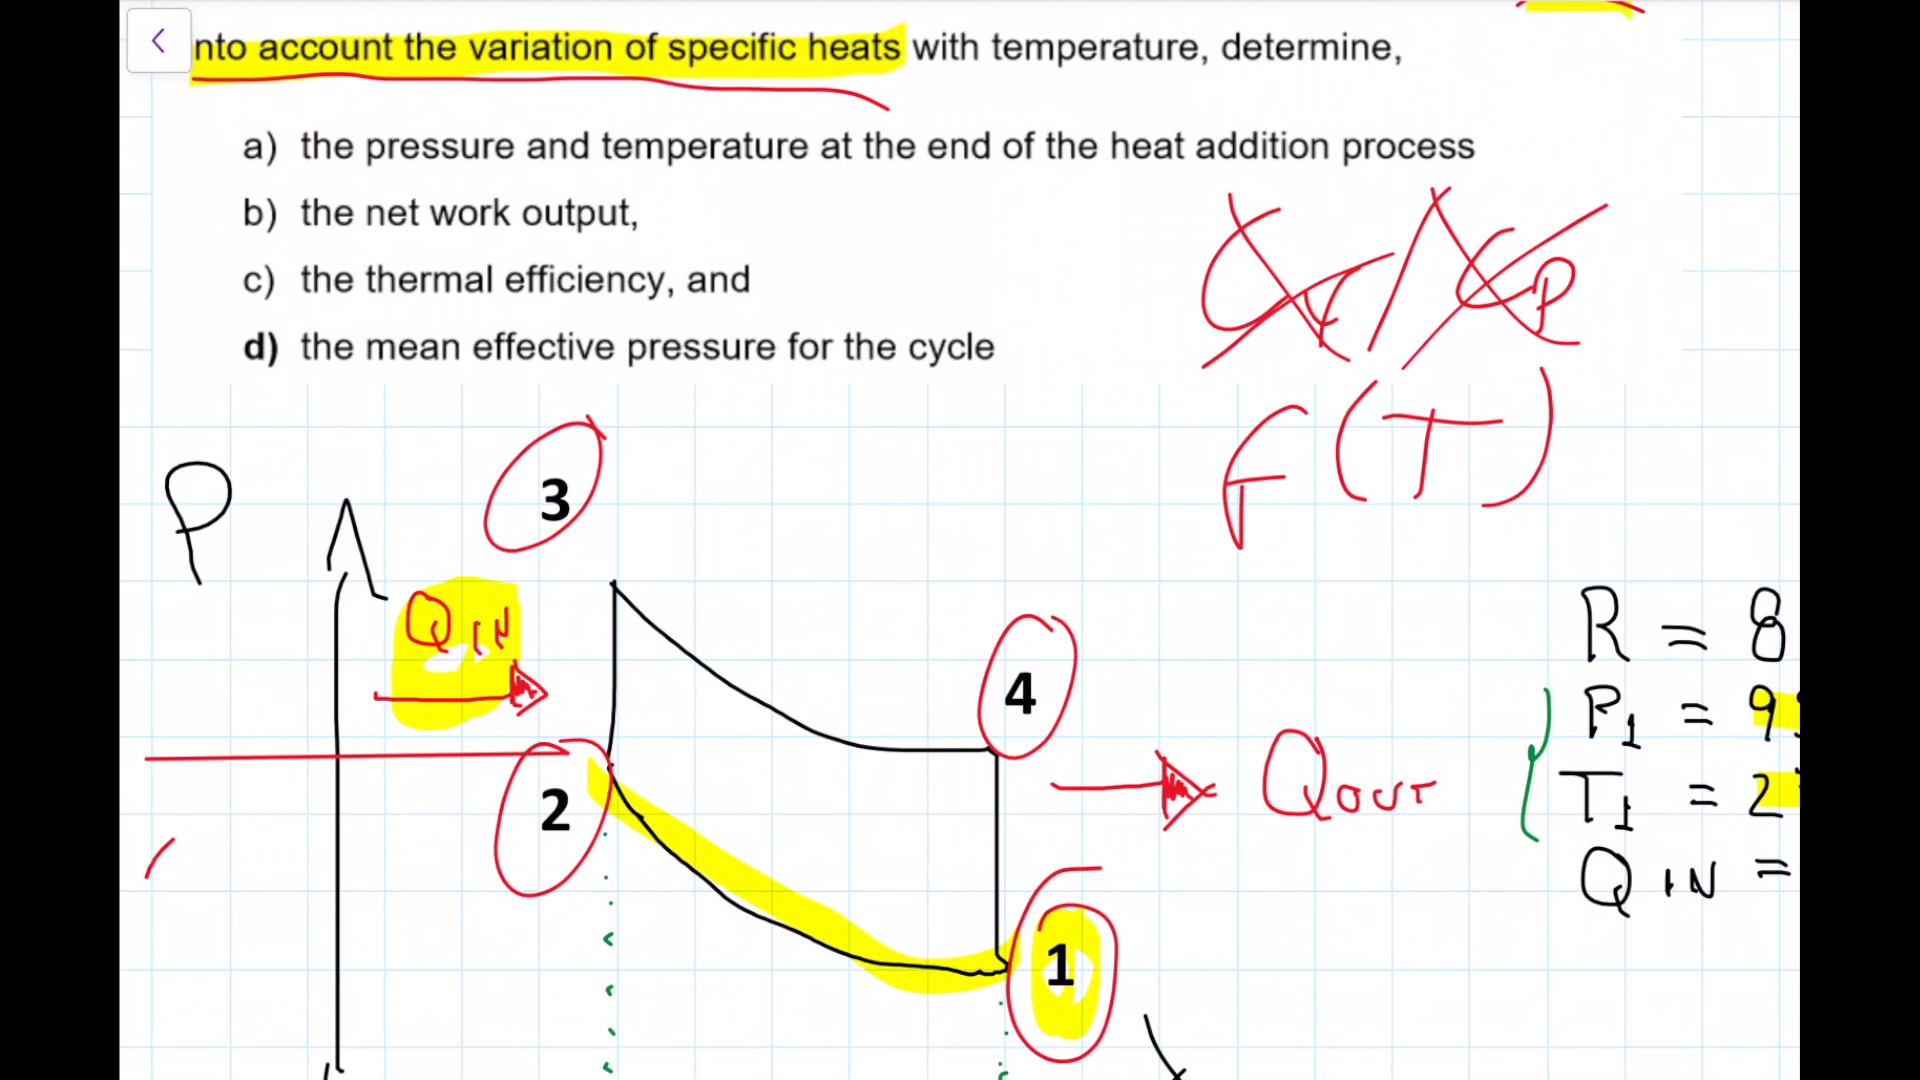 nto account the variation of specific heats with temperature, determine,
a) the pressure and temperature at the end of the heat addition process
b) the net work output,
c) the thermal efficiency, and
d) the mean effective pressure for the cycle
Cv / Cp
F(T)
3
P
QIN
R = 8
4
P1 = 9
2
QOUT
T1 = 2
QIN =
1